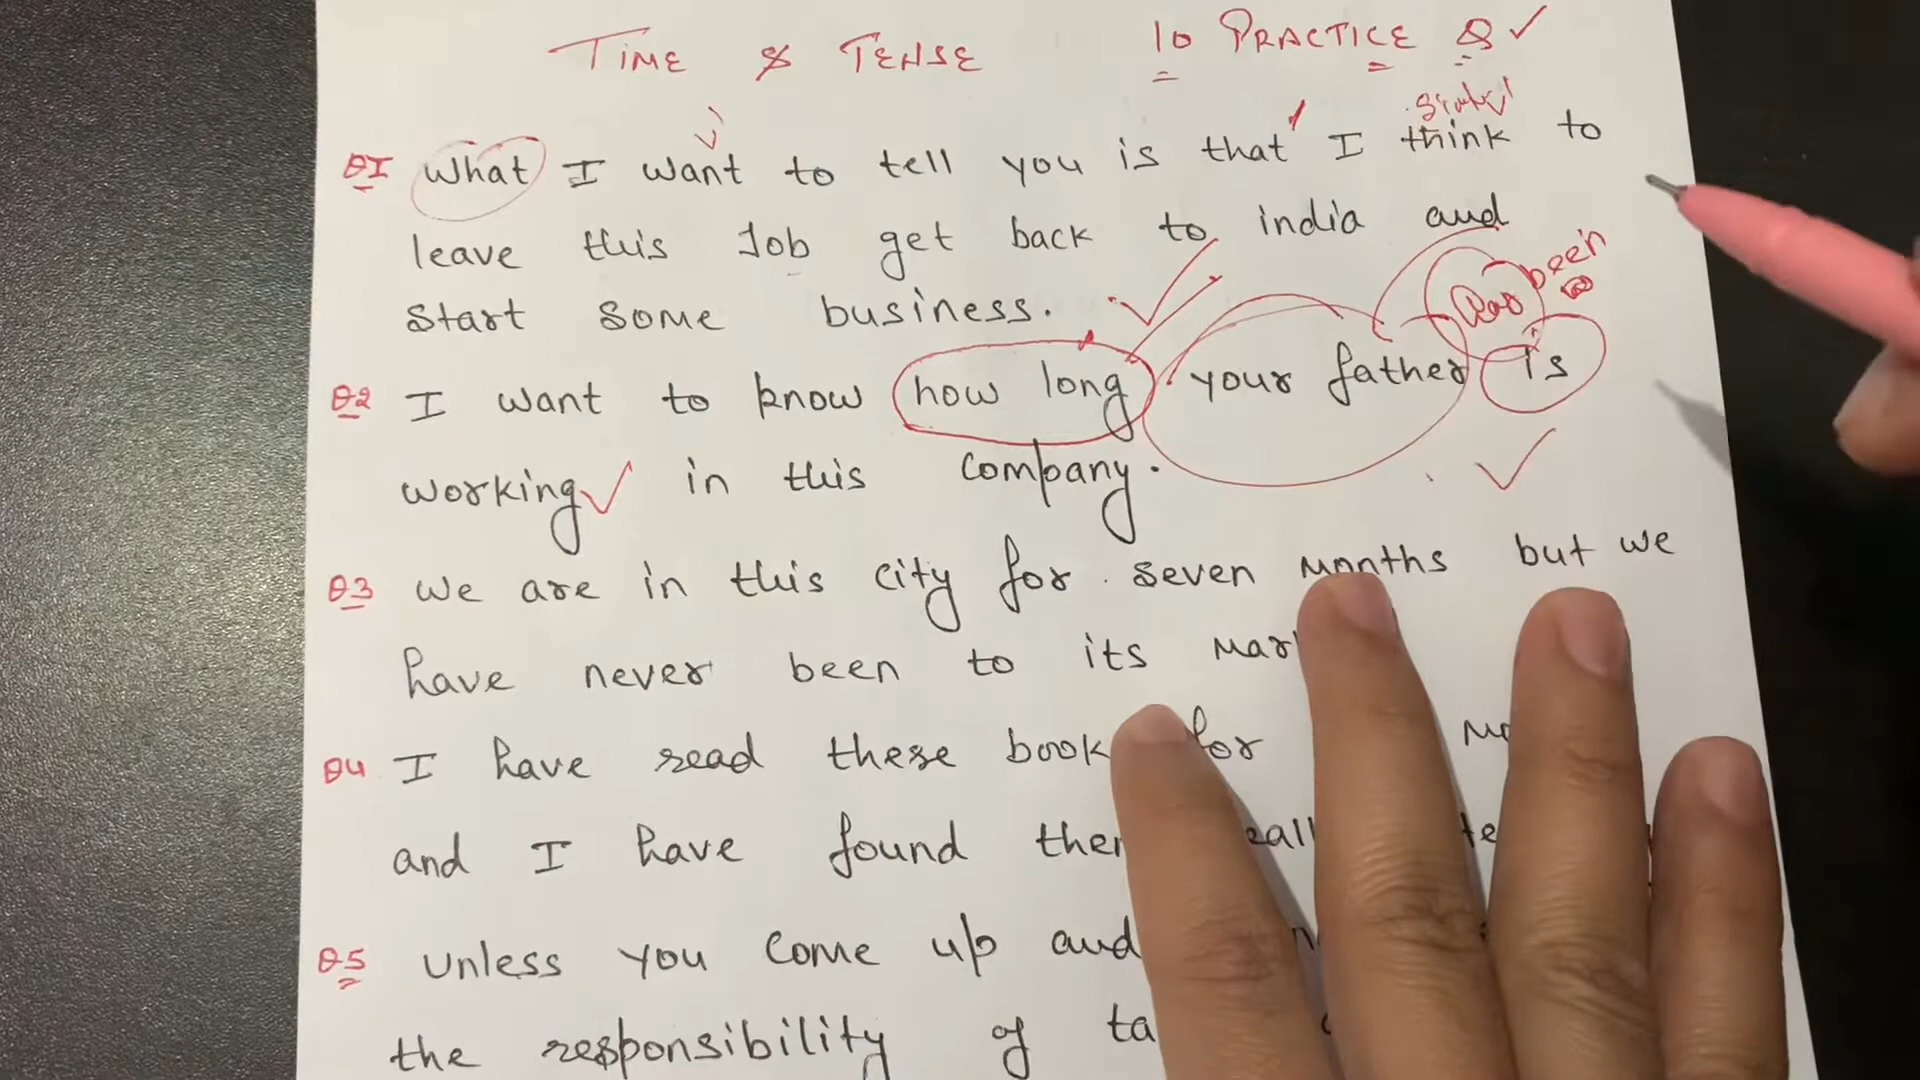 TIME & TENSE 10 PRACTICE Q
Q1 What I want to tell you is that I think to
leave this Job get back to india and
start some business.
has been
Q2 I want to know how long your father is
working in this company.
Q3 we are in this city for seven months but we
have never been to its
Q4 I have read these book for
and I have found
Q5 unless you come up and
the responsibility of